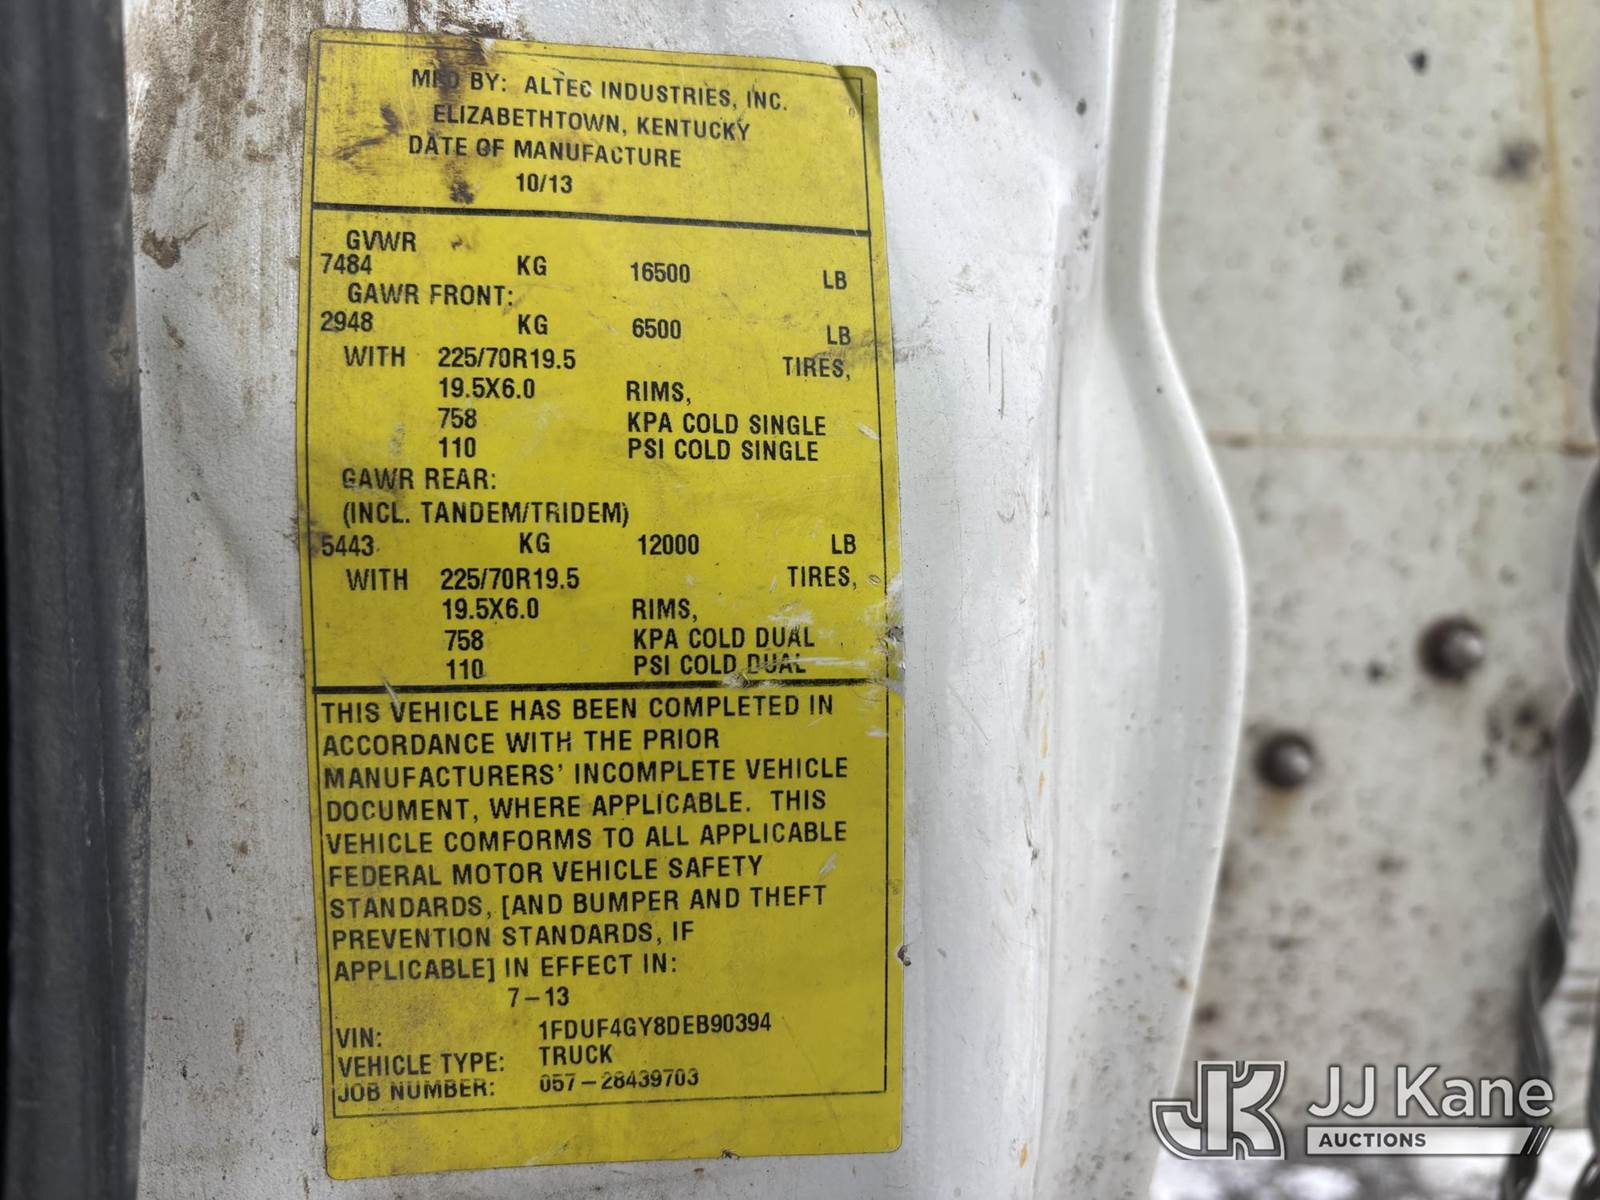 MFD BY: ALTEC INDUSTRIES, INC.
ELIZABETHTOWN, KENTUCKY
DATE OF MANUFACTURE
10/13
GVWR
7484 KG 16500 LB
GAWR FRONT:
2948 KG 6500 LB
WITH 225/70R19.5 TIRES,
19.5X6.0 RIMS,
758 KPA COLD SINGLE
110 PSI COLD SINGLE
GAWR REAR:
(INCL. TANDEM/TRIDEM)
5443 KG 12000 LB
WITH 225/70R19.5 TIRES,
19.5X6.0 RIMS,
758 KPA COLD DUAL
110 PSI COLD DUAL
THIS VEHICLE HAS BEEN COMPLETED IN
ACCORDANCE WITH THE PRIOR
MANUFACTURERS' INCOMPLETE VEHICLE
DOCUMENT, WHERE APPLICABLE. THIS
VEHICLE COMFORMS TO ALL APPLICABLE
FEDERAL MOTOR VEHICLE SAFETY
STANDARDS, [AND BUMPER AND THEFT
PREVENTION STANDARDS, IF
APPLICABLE] IN EFFECT IN:
7-13
VIN: 1FDUF4GY8DEB90394
VEHICLE TYPE: TRUCK
JOB NUMBER: 057-28439703
JK JJ Kane
AUCTIONS